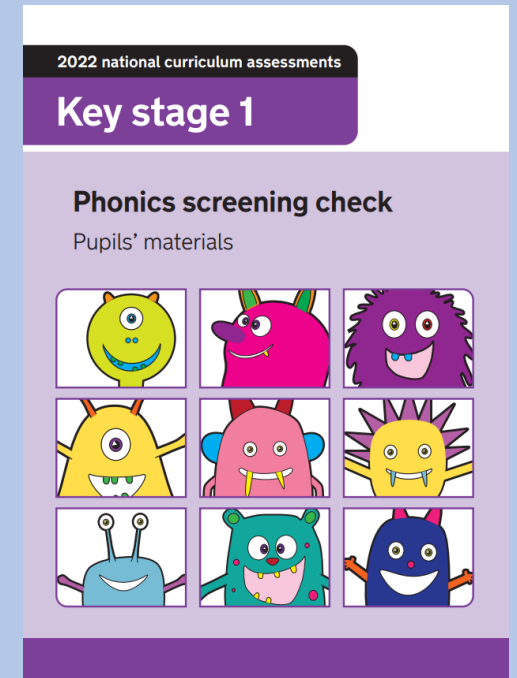 2022 national curriculum assessments
Key stage 1
Phonics screening check
Pupils’ materials